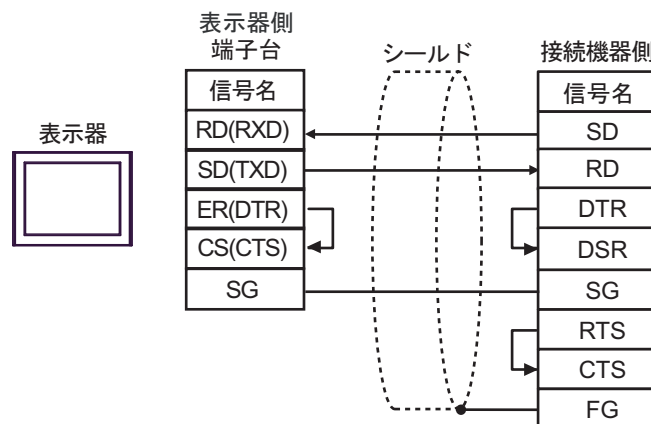 表示器
表示器側
端子台
信号名
RD(RXD)
SD(TXD)
ER(DTR)
CS(CTS)
SG
シールド
接続機器側
信号名
SD
RD
DTR
DSR
SG
RTS
CTS
FG